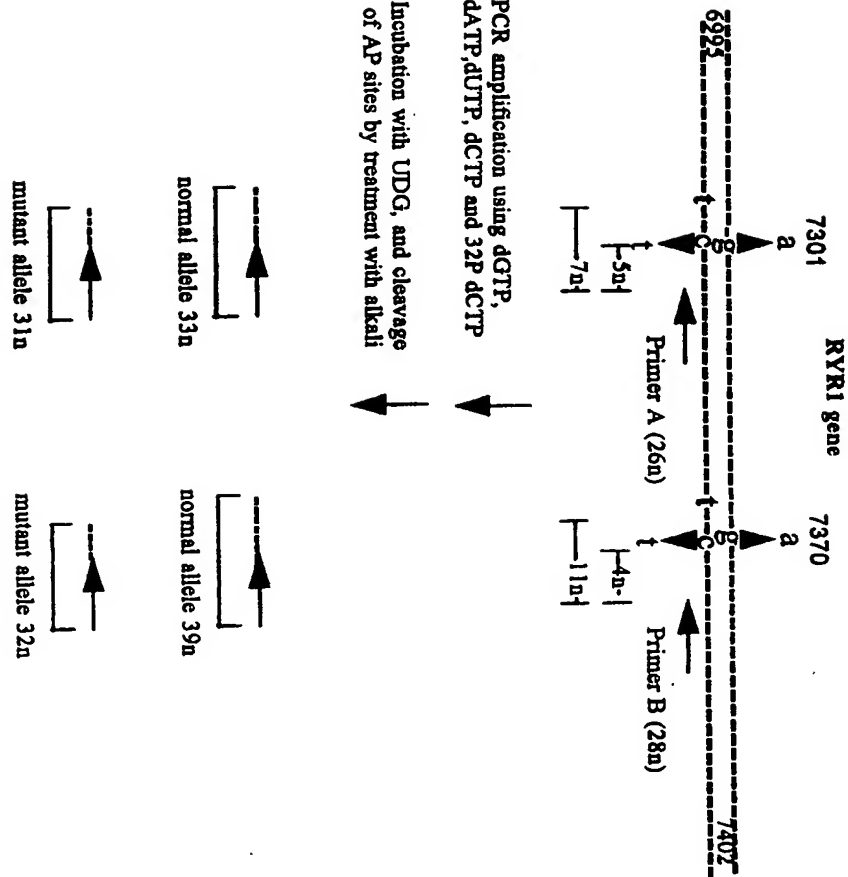 RYR1 gene
7301
7370
a
a
6995
g
g
7402
t
c
t
c
t
t
Primer A (26n)
Primer B (28n)
5n
4n
7n
11n
PCR amplification using dGTP,
dATP,dUTP, dCTP and 32P dCTP
Incubation with UDG, and cleavage
of AP sites by treatment with alkali
normal allele 33n
normal allele 39n
mutant allele 31n
mutant allele 32n